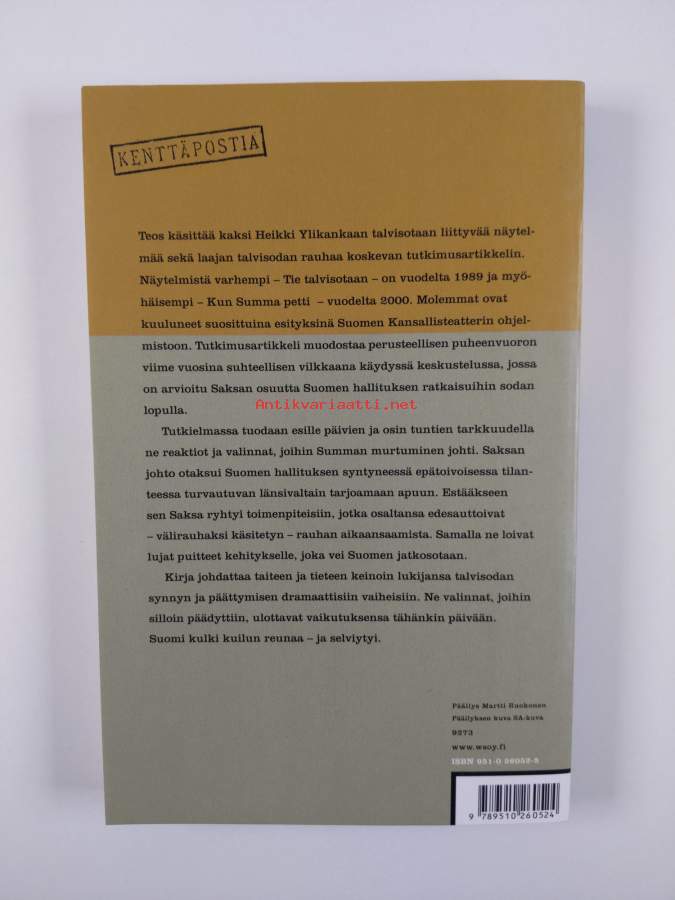 KENTTÄPOSTIA
Teos käsittää kaksi Heikki Ylikankaan talvisotaan liittyvää näytel-
mää sekä laajan talvisodan rauhaa koskevan tutkimusartikkelin.
Näytelmistä varhempi – Tie talvisotaan – on vuodelta 1989 ja myö-
häisempi – Kun Summa petti – vuodelta 2000. Molemmat ovat
kuuluneet suosittuina esityksinä Suomen Kansallisteatterin ohjel-
mistoon. Tutkimusartikkeli muodostaa perusteellisen puheenvuoron
viime vuosina suhteellisen vilkkaana käydyssä keskustelussa, jossa
on arvioitu Saksan osuutta Suomen hallituksen ratkaisuihin sodan
lopulla.
Antikvariaatti.net
Tutkielmassa tuodaan esille päivien ja osin tuntien tarkkuudella
ne reaktiot ja valinnat, joihin Summan murtuminen johti. Saksan
johto otaksui Suomen hallituksen syntyneessä epätoivoisessa tilan-
teessa turvautuvan länsivaltain tarjoamaan apuun. Estääkseen
sen Saksa ryhtyi toimenpiteisiin, jotka osaltansa edesauttoivat
– välirauhaksi käsitetyn – rauhan aikaansaamista. Samalla ne loivat
lujat puitteet kehitykselle, joka vei Suomen jatkosotaan.
Kirja johdattaa taiteen ja tieteen keinoin lukijansa talvisodan
synnyn ja päättymisen dramaattisiin vaiheisiin. Ne valinnat, joihin
silloin päädyttiin, ulottavat vaikutuksensa tähänkin päivään.
Suomi kulki kuilun reunaa – ja selviytyi.
Päällys Martti Ruokonen
Päällyksen kuva SA-kuva
9273
www.wsoy.fi
ISBN 951-0-26052-5
9 789510 260524